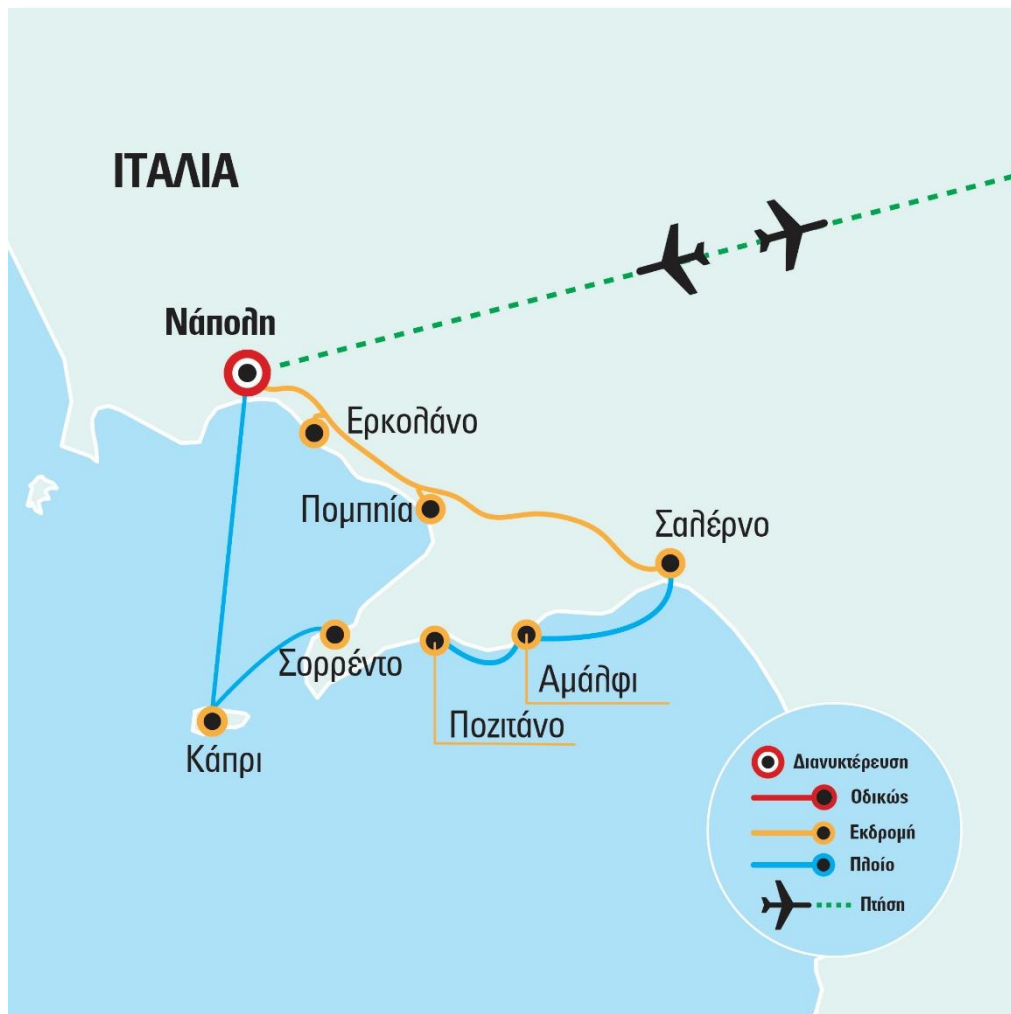 ΙΤΑΛΙΑ
Νάπολη
Ερκολάνο
Πομπηία
Σαλέρνο
Σορρέντο
Αμάλφι
Ποζιτάνο
Κάπρι
Διανυκτέρευση
Οδικώς
Εκδρομή
Πλοίο
Πτήση